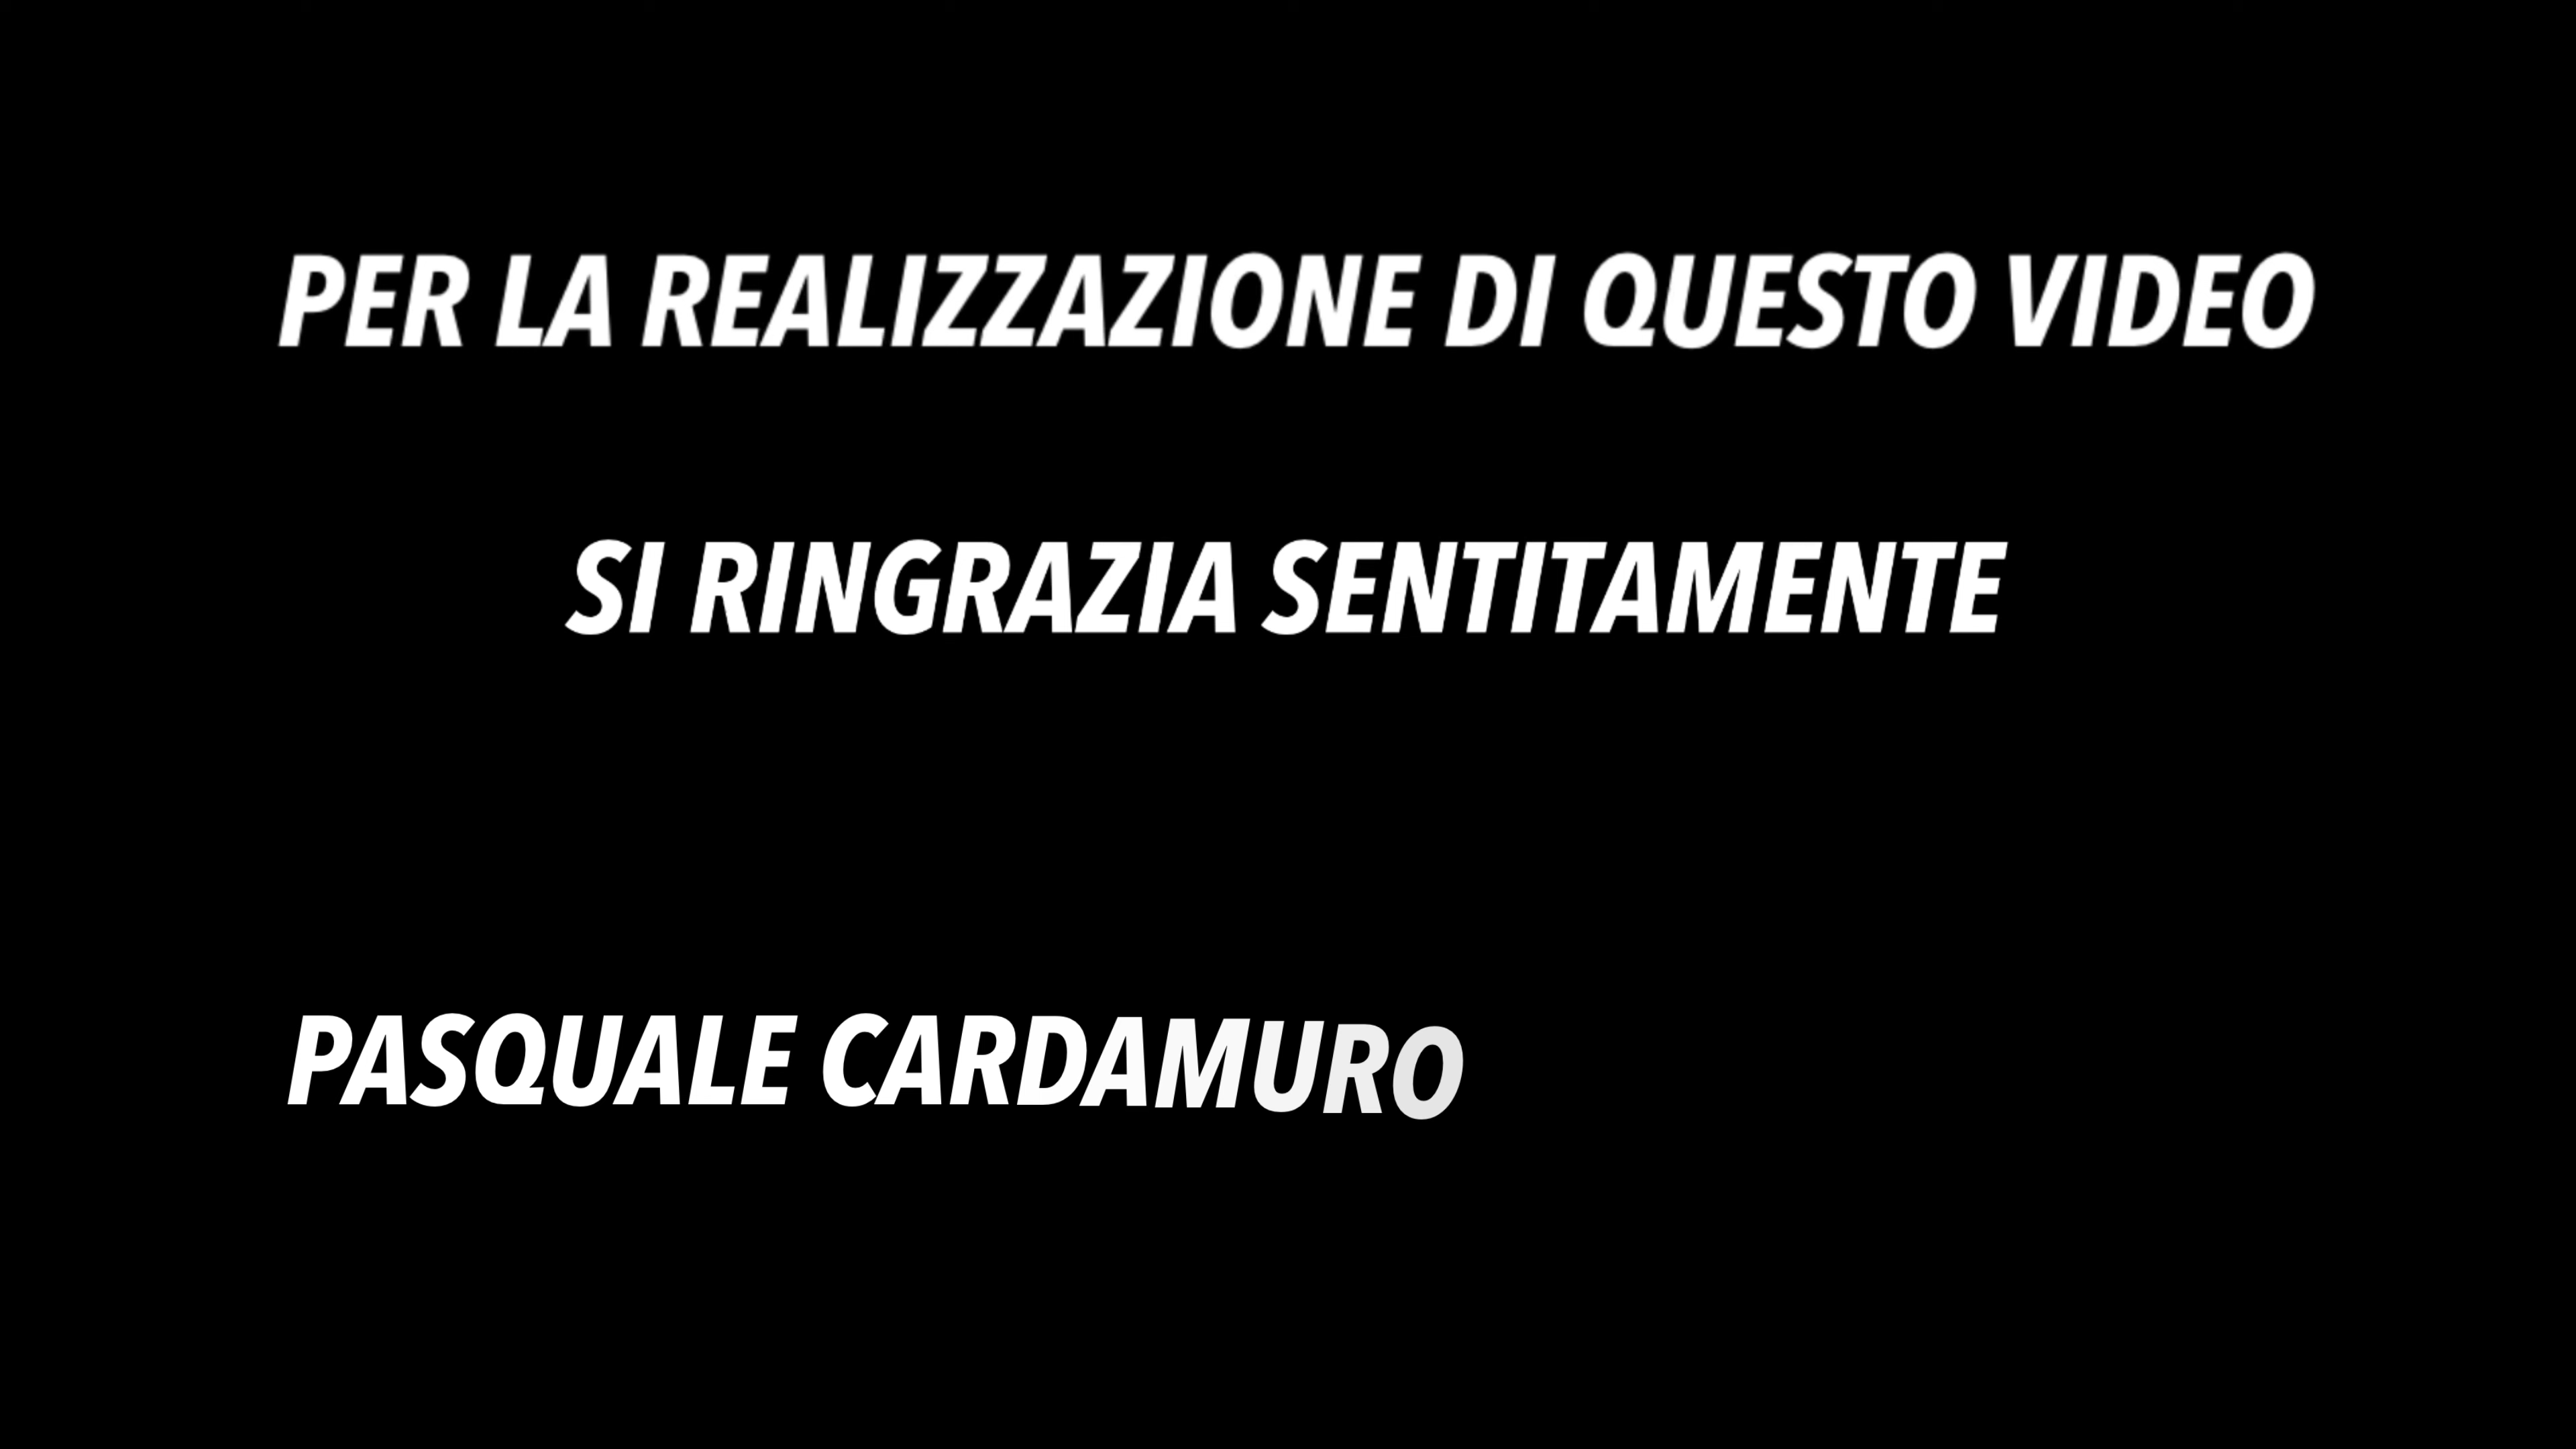 PER LA REALIZZAZIONE DI QUESTO VIDEO
SI RINGRAZIA SENTITAMENTE
PASQUALE CARDAMURO